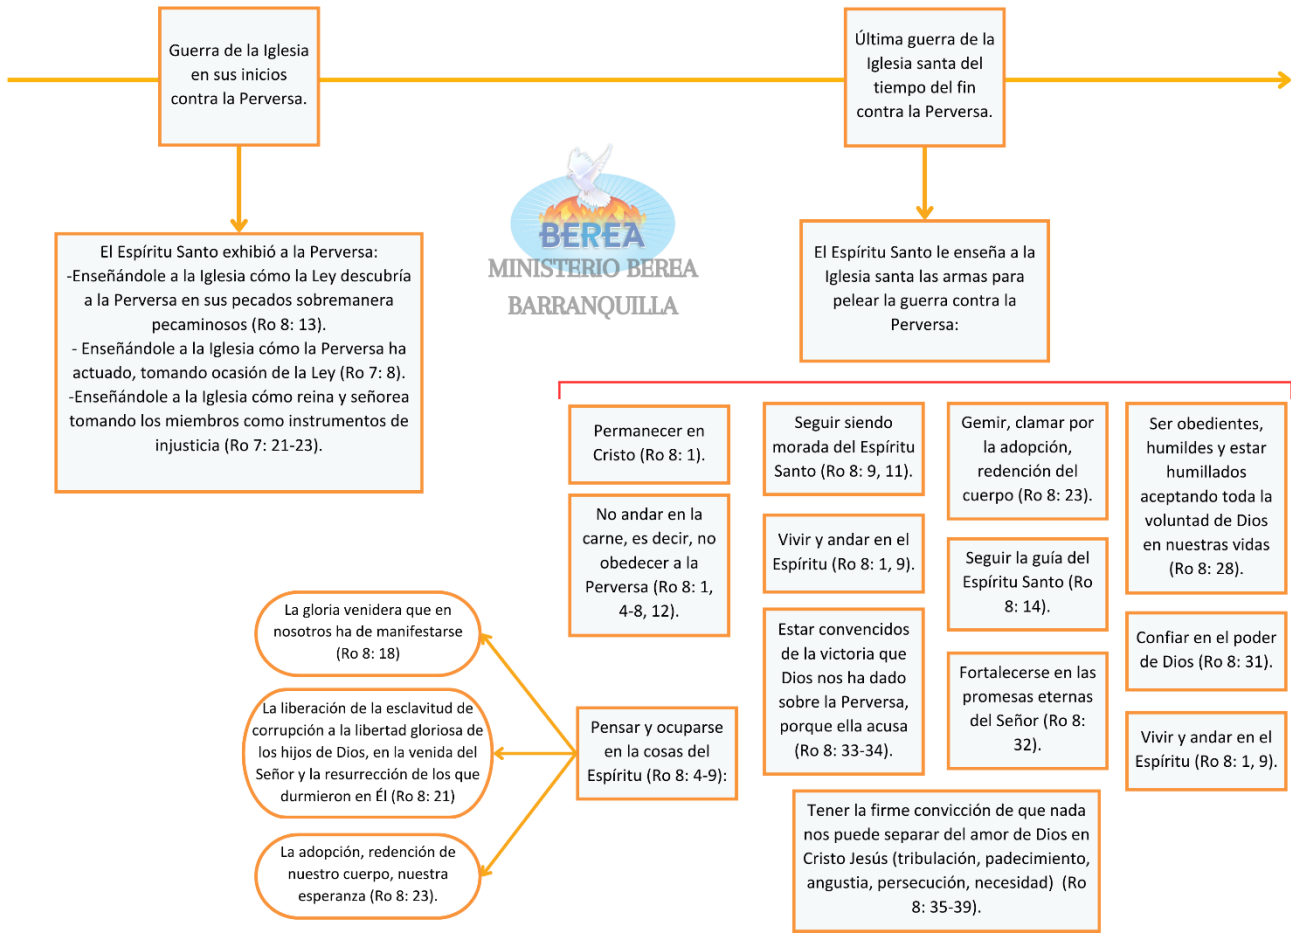 Guerra de la Iglesia
en sus inicios
contra la Perversa.
Última guerra de la
Iglesia santa del
tiempo del fin
contra la Perversa.
BEREA
MINISTERIO BEREA
BARRANQUILLA
El Espíritu Santo exhibió a la Perversa:
-Enseñándole a la Iglesia cómo la Ley descubría
a la Perversa en sus pecados sobremanera
pecaminosos (Ro 8: 13).
- Enseñándole a la Iglesia cómo la Perversa ha
actuado, tomando ocasión de la Ley (Ro 7: 8).
-Enseñándole a la Iglesia cómo reina y señorea
tomando los miembros como instrumentos de
injusticia (Ro 7: 21-23).
El Espíritu Santo le enseña a la
Iglesia santa las armas para
pelear la guerra contra la
Perversa:
Permanecer en
Cristo (Ro 8: 1).
No andar en la
carne, es decir, no
obedecer a la
Perversa (Ro 8: 1,
4-8, 12).
Pensar y ocuparse
en la cosas del
Espíritu (Ro 8: 4-9):
La gloria venidera que en
nosotros ha de manifestarse
(Ro 8: 18)
La liberación de la esclavitud de
corrupción a la libertad gloriosa de
los hijos de Dios, en la venida del
Señor y la resurrección de los que
durmieron en Él (Ro 8: 21)
La adopción, redención de
nuestro cuerpo, nuestra
esperanza (Ro 8: 23).
Seguir siendo
morada del Espíritu
Santo (Ro 8: 9, 11).
Vivir y andar en el
Espíritu (Ro 8: 1, 9).
Estar convencidos
de la victoria que
Dios nos ha dado
sobre la Perversa,
porque ella acusa
(Ro 8: 33-34).
Gemir, clamar por
la adopción,
redención del
cuerpo (Ro 8: 23).
Seguir la guía del
Espíritu Santo (Ro
8: 14).
Fortalecerse en las
promesas eternas
del Señor (Ro 8:
32).
Ser obedientes,
humildes y estar
humillados
aceptando toda la
voluntad de Dios
en nuestras vidas
(Ro 8: 28).
Confiar en el poder
de Dios (Ro 8: 31).
Vivir y andar en el
Espíritu (Ro 8: 1, 9).
Tener la firme convicción de que nada
nos puede separar del amor de Dios en
Cristo Jesús (tribulación, padecimiento,
angustia, persecución, necesidad) (Ro
8: 35-39).